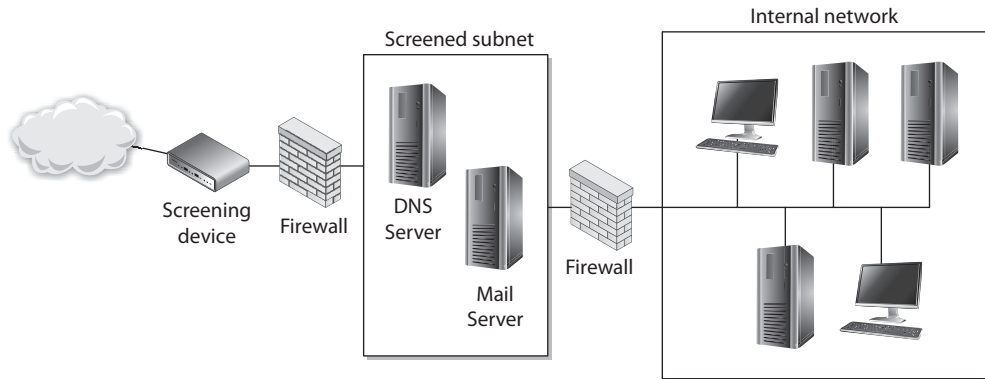 Internal network
Screened subnet
Screening
device
Firewall
DNS
Server
Mail
Server
Firewall